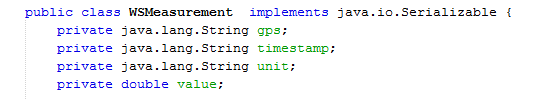 public class WSMeasurement  implements java.io.Serializable {
    private java.lang.String gps;
    private java.lang.String timestamp;
    private java.lang.String unit;
    private double value;